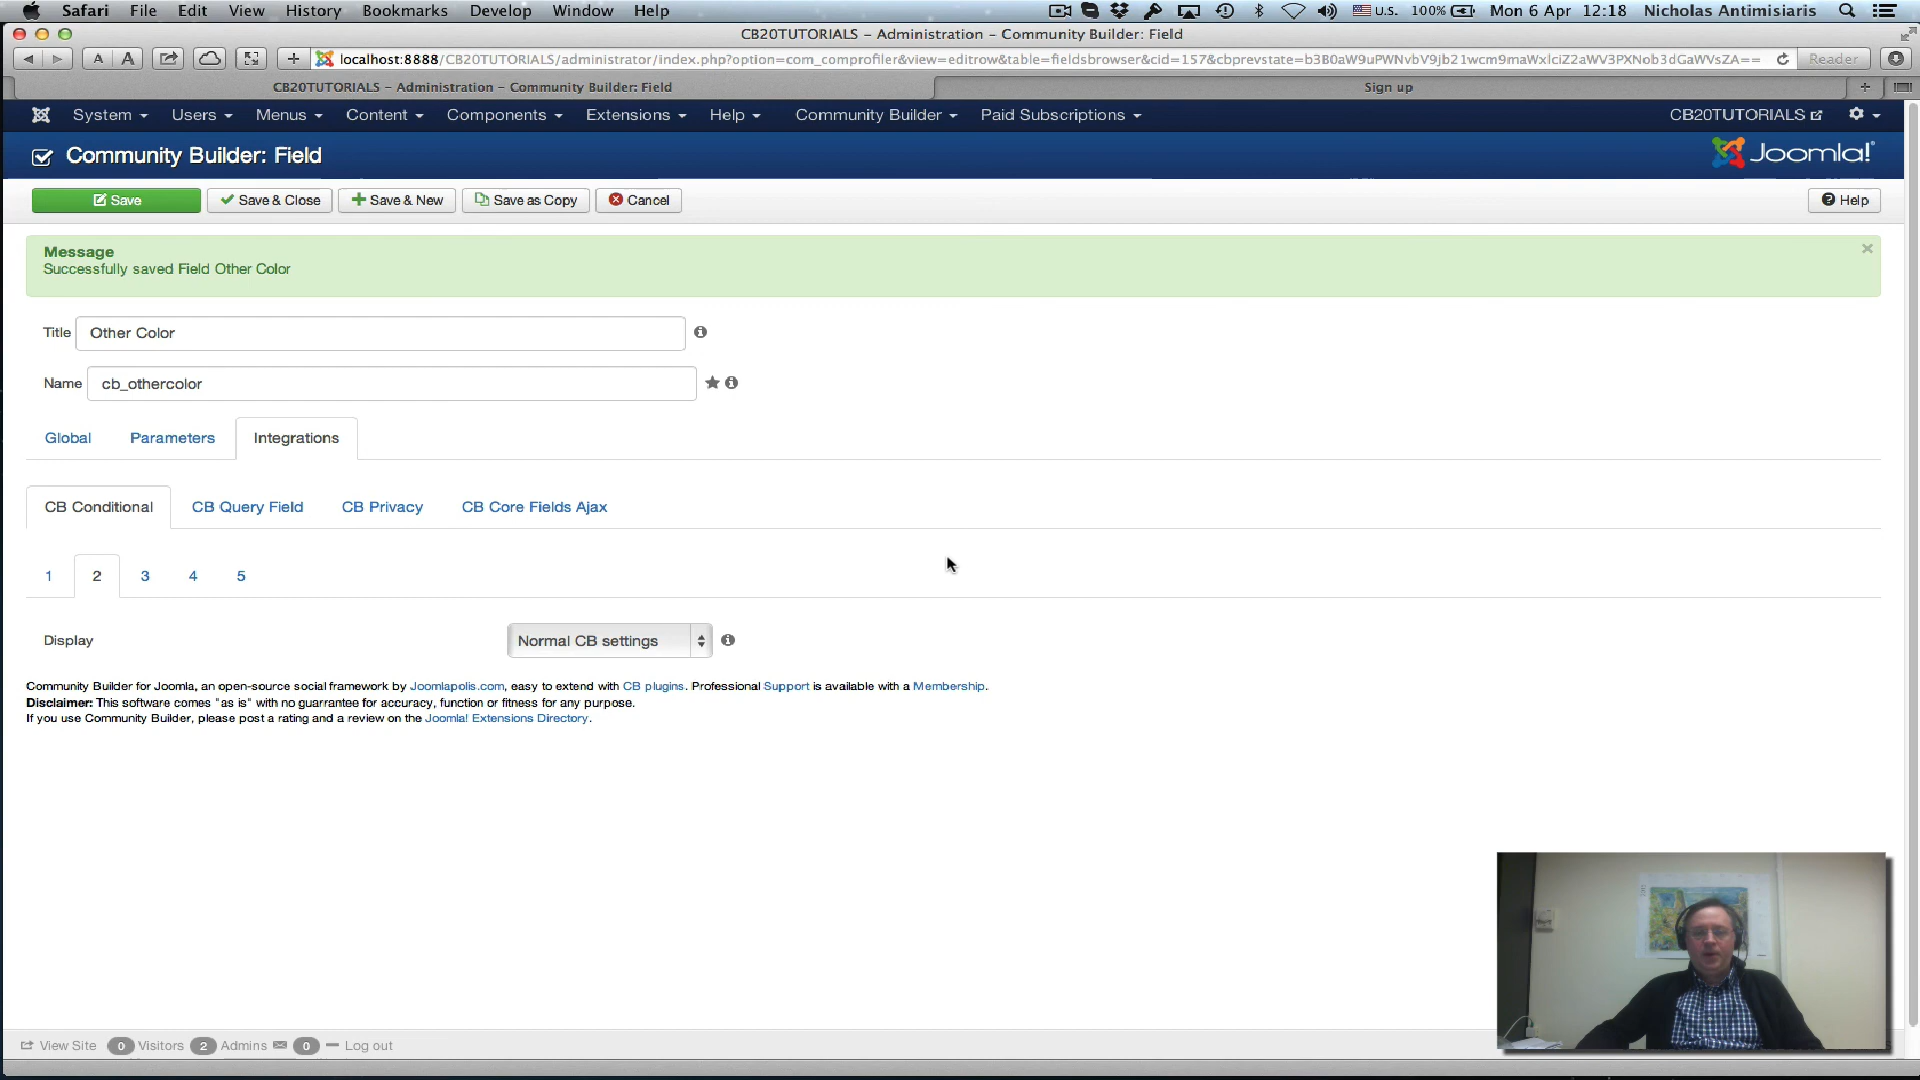 Safari File Edit View History Bookmarks Develop Window Help U.S. 100% Mon 6 Apr 12:18 Nicholas Antimisiaris
CB20TUTORIALS – Administration – Community Builder: Field
A A + localhost:8888/CB20TUTORIALS/administrator/index.php?option=com_comprofiler&view=editrow&table=fieldsbrowser&cid=157&cbprevstate=b3B0aW9uPWNvbV9jb21wcm9maWxlciZ2aWV3PXNob3dGaWVsZA== Reader
CB20TUTORIALS – Administration – Community Builder: Field Sign up +
System Users Menus Content Components Extensions Help Community Builder Paid Subscriptions CB20TUTORIALS
Community Builder: Field Joomla!
Save Save & Close Save & New Save as Copy Cancel Help
Message
Successfully saved Field Other Color
Title Other Color
Name cb_othercolor
Global Parameters Integrations
CB Conditional CB Query Field CB Privacy CB Core Fields Ajax
1 2 3 4 5
Display Normal CB settings
Community Builder for Joomla, an open-source social framework by Joomlapolis.com, easy to extend with CB plugins. Professional Support is available with a Membership.
Disclaimer: This software comes "as is" with no guarrantee for accuracy, function or fitness for any purpose.
If you use Community Builder, please post a rating and a review on the Joomla! Extensions Directory.
View Site 0 Visitors 2 Admins 0 Log out